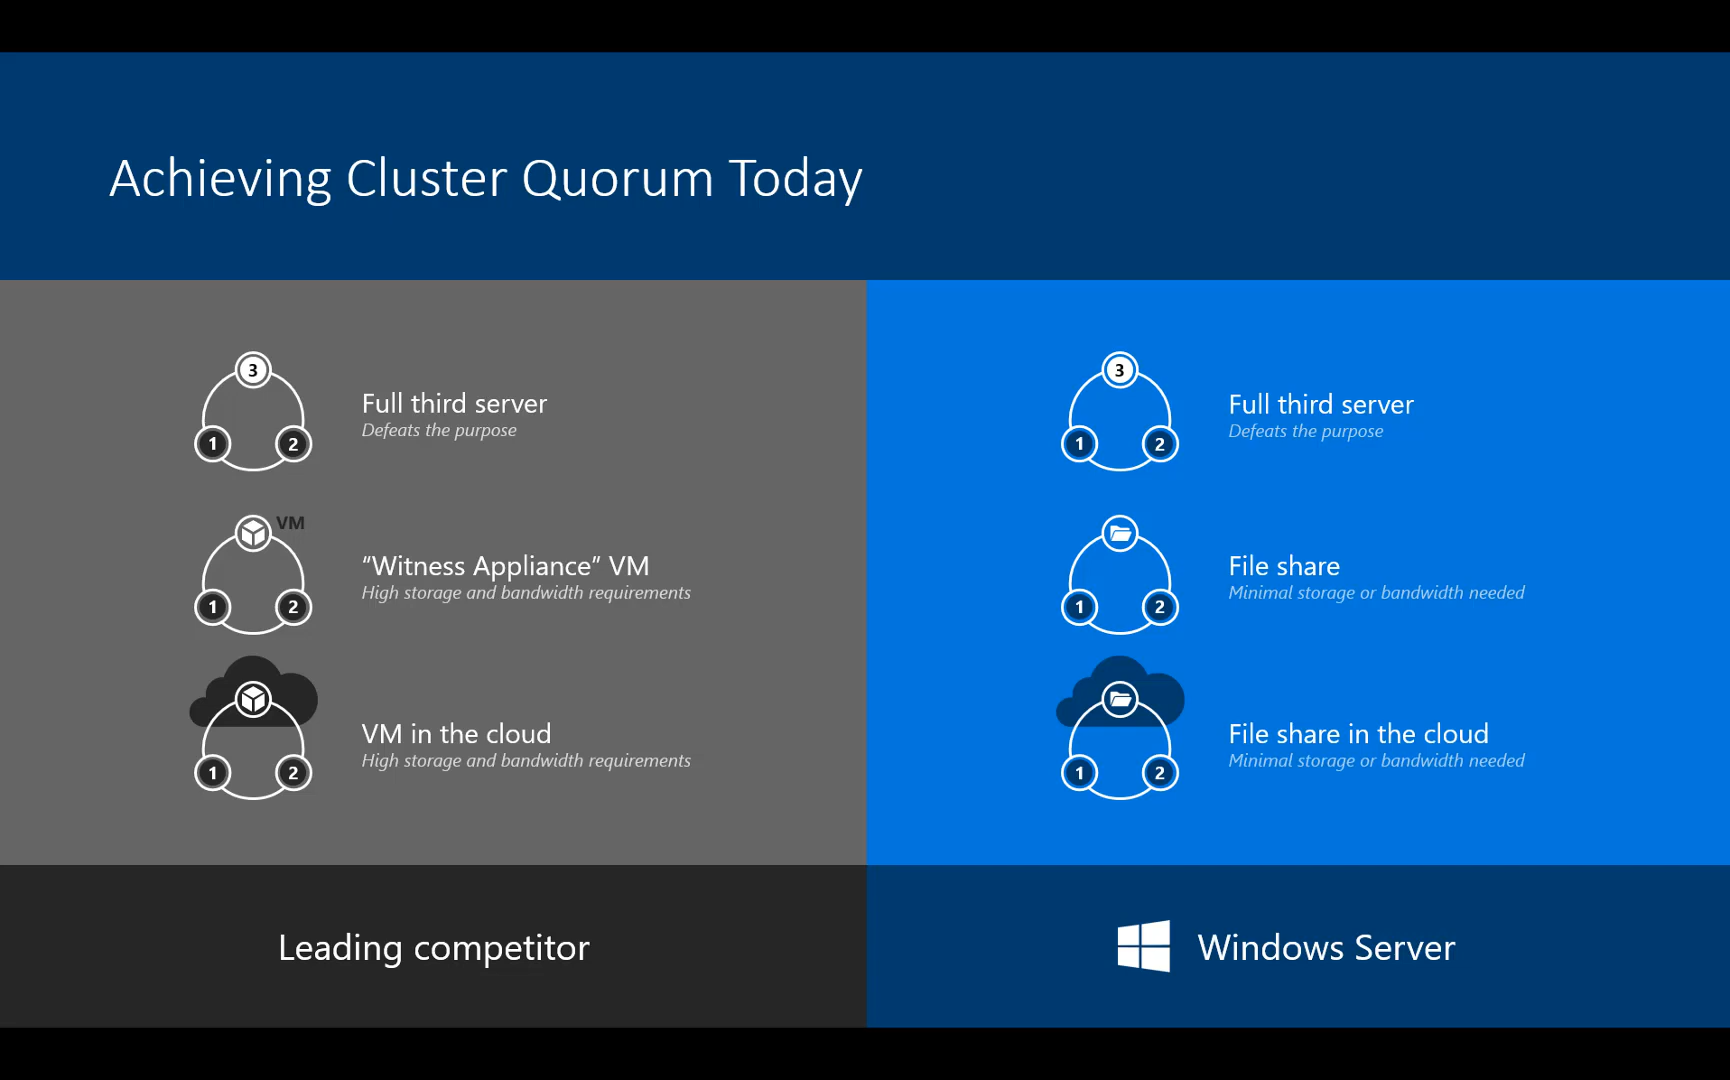 Achieving Cluster Quorum Today
3
1
2
Full third server
Defeats the purpose
VM
1
2
“Witness Appliance” VM
High storage and bandwidth requirements
1
2
VM in the cloud
High storage and bandwidth requirements
Leading competitor
3
1
2
Full third server
Defeats the purpose
1
2
File share
Minimal storage or bandwidth needed
1
2
File share in the cloud
Minimal storage or bandwidth needed
Windows Server